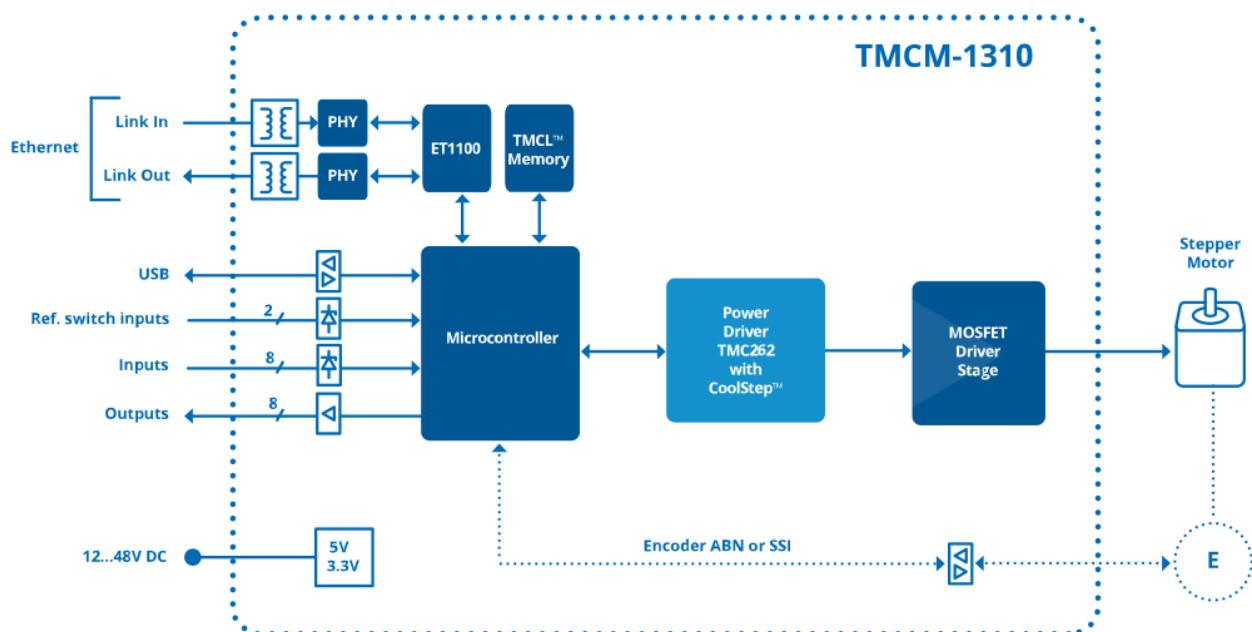 TMCM-1310
Ethernet
Link In
PHY
Link Out
PHY
ET1100
TMCL™
Memory
USB
Ref. switch inputs
2
Inputs
8
Outputs
8
Microcontroller
Power
Driver
TMC262
with
CoolStep™
MOSFET
Driver
Stage
Stepper
Motor
12...48V DC
5V
3.3V
Encoder ABN or SSI
E